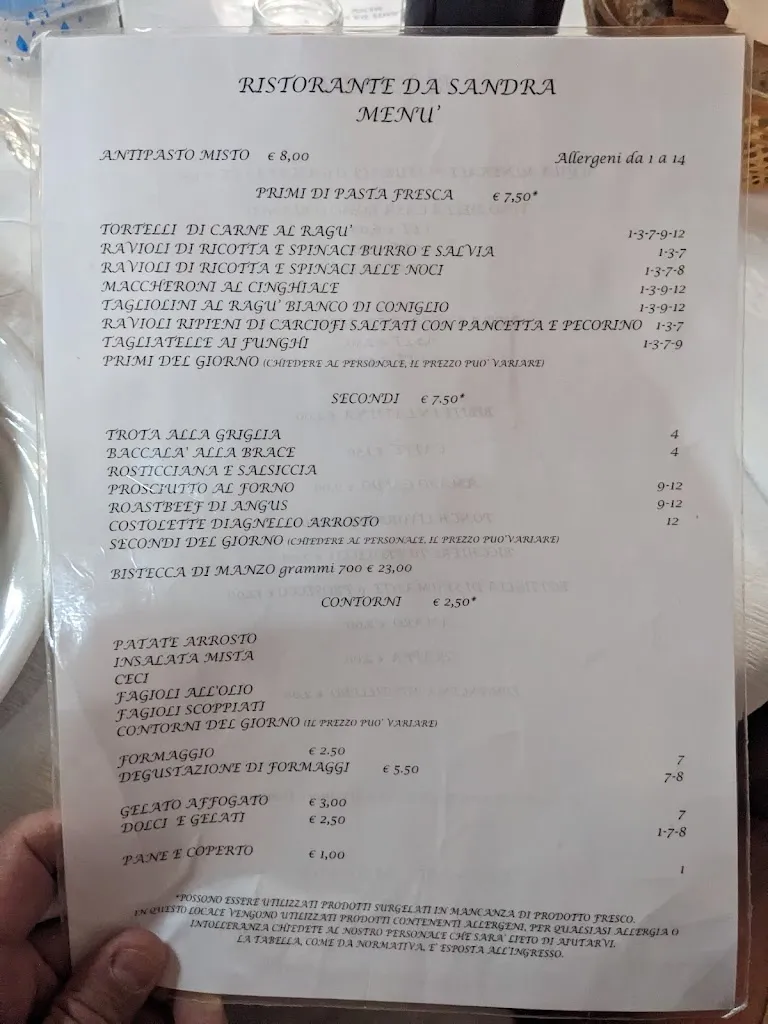 RISTORANTE DA SANDRA
MENU'
ANTIPASTO MISTO € 8,00 Allergeni da 1 a 14
PRIMI DI PASTA FRESCA € 7,50*
TORTELLI DI CARNE AL RAGU' 1-3-7-9-12
RAVIOLI DI RICOTTA E SPINACI BURRO E SALVIA 1-3-7
RAVIOLI DI RICOTTA E SPINACI ALLE NOCI 1-3-7-8
MACCHERONI AL CINGHIALE 1-3-9-12
TAGLIOLINI AL RAGU' BIANCO DI CONIGLIO 1-3-9-12
RAVIOLI RIPIENI DI CARCIOFI SALTATI CON PANCETTA E PECORINO 1-3-7
TAGLIATELLE AI FUNGHI 1-3-7-9
PRIMI DEL GIORNO (CHIEDERE AL PERSONALE, IL PREZZO PUO' VARIARE)
SECONDI € 7.50*
TROTA ALLA GRIGLIA 4
BACCALA' ALLA BRACE 4
ROSTICCIANA E SALSICCIA
PROSCIUTTO AL FORNO 9-12
ROASTBEEF DI ANGUS 9-12
COSTOLETTE DIAGNELLO ARROSTO 12
SECONDI DEL GIORNO (CHIEDERE AL PERSONALE, IL PREZZO PUO'VARIARE)
BISTECCA DI MANZO grammi 700 € 23,00
CONTORNI € 2,50*
PATATE ARROSTO
INSALATA MISTA
CECI
FAGIOLI ALL'OLIO
FAGIOLI SCOPPIATI
CONTORNI DEL GIORNO (IL PREZZO PUO' VARIARE)
FORMAGGIO € 2.50 7
DEGUSTAZIONE DI FORMAGGI € 5.50 7-8
GELATO AFFOGATO € 3,00 7
DOLCI E GELATI € 2,50 1-7-8
PANE E COPERTO € 1,00 1
*POSSONO ESSERE UTILIZZATI PRODOTTI SURGELATI IN MANCANZA DI PRODOTTO FRESCO.
IN QUESTO LOCALE VENGONO UTILIZZATI PRODOTTI CONTENENTI ALLERGENI, PER QUALSIASI ALLERGIA O
INTOLLERANZA CHIEDETE AL NOSTRO PERSONALE CHE SARA' LIETO DI AIUTARVI.
LA TABELLA, COME DA NORMATIVA, E' ESPOSTA ALL'INGRESSO.